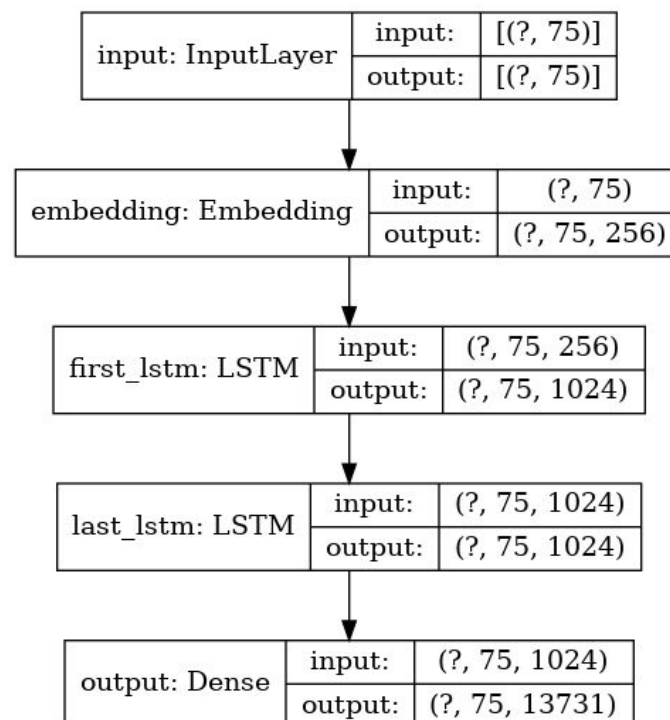 input: InputLayer
input: [(?, 75)]
output: [(?, 75)]
embedding: Embedding
input: (?, 75)
output: (?, 75, 256)
first_lstm: LSTM
input: (?, 75, 256)
output: (?, 75, 1024)
last_lstm: LSTM
input: (?, 75, 1024)
output: (?, 75, 1024)
output: Dense
input: (?, 75, 1024)
output: (?, 75, 13731)